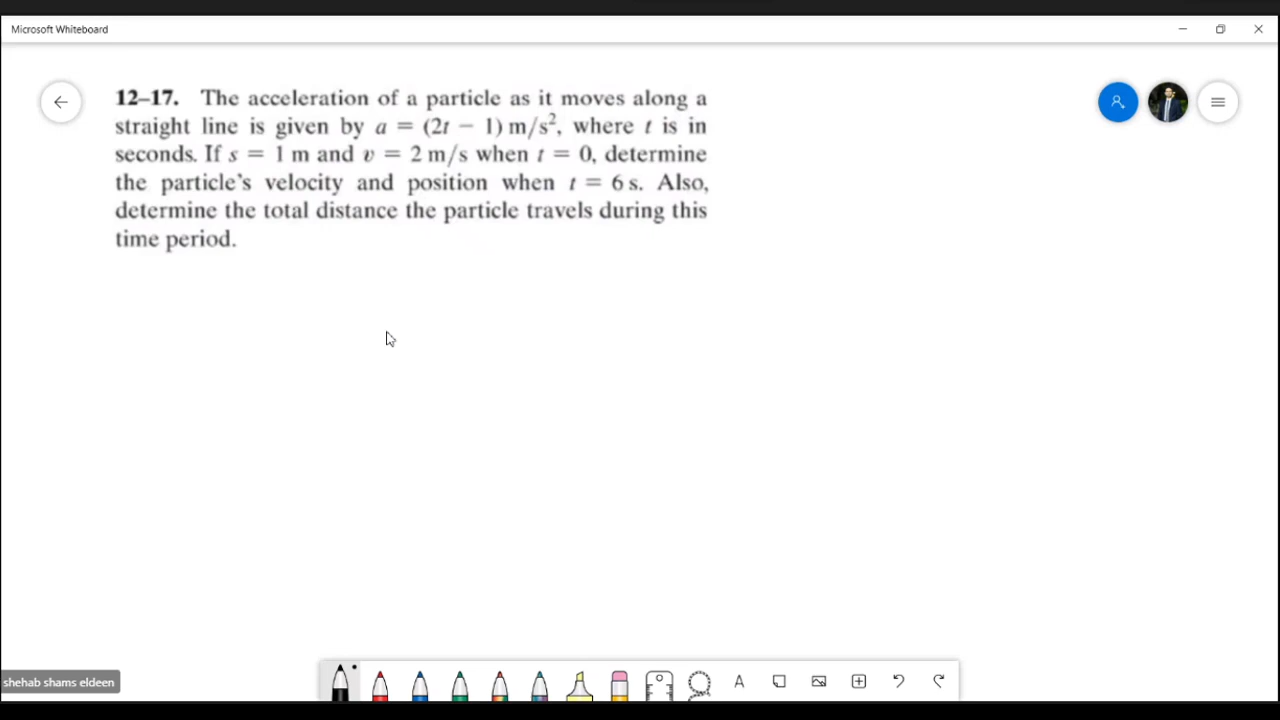 Microsoft Whiteboard
12–17. The acceleration of a particle as it moves along a
straight line is given by a = (2t − 1) m/s², where t is in
seconds. If s = 1 m and v = 2 m/s when t = 0, determine
the particle's velocity and position when t = 6 s. Also,
determine the total distance the particle travels during this
time period.
shehab shams eldeen
A